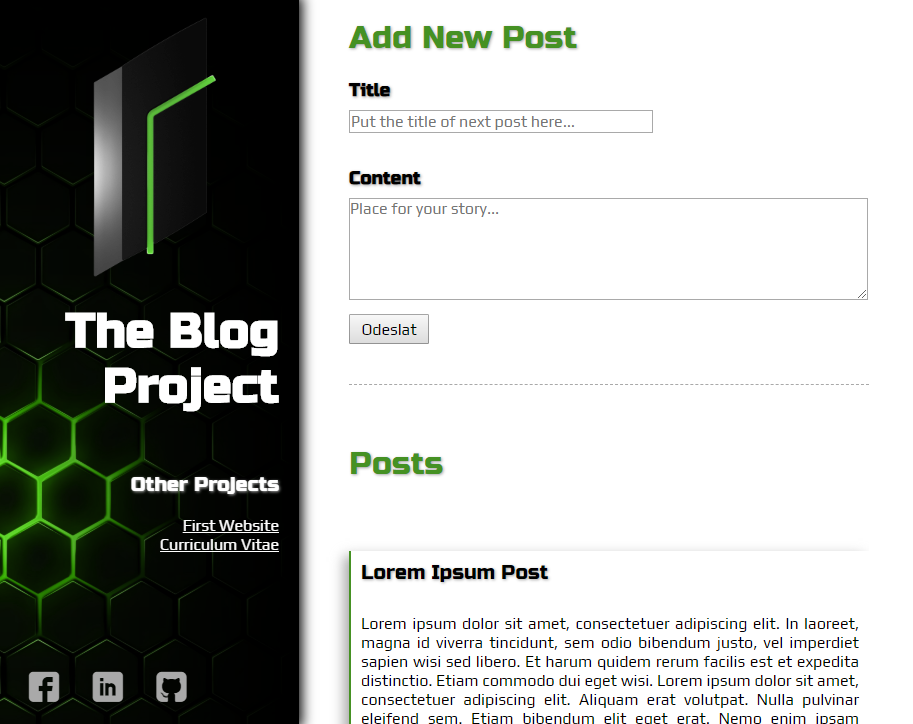 The Blog
Project
Other Projects
First Website
Curriculum Vitae
Add New Post
Title
Put the title of next post here...
Content
Place for your story...
Odeslat
Posts
Lorem Ipsum Post
Lorem ipsum dolor sit amet, consectetuer adipiscing elit. In laoreet,
magna id viverra tincidunt, sem odio bibendum justo, vel imperdiet
sapien wisi sed libero. Et harum quidem rerum facilis est et expedita
distinctio. Etiam commodo dui eget wisi. Lorem ipsum dolor sit amet,
consectetuer adipiscing elit. Aliquam erat volutpat. Nulla pulvinar
eleifend sem. Etiam bibendum elit eget erat. Nemo enim ipsam